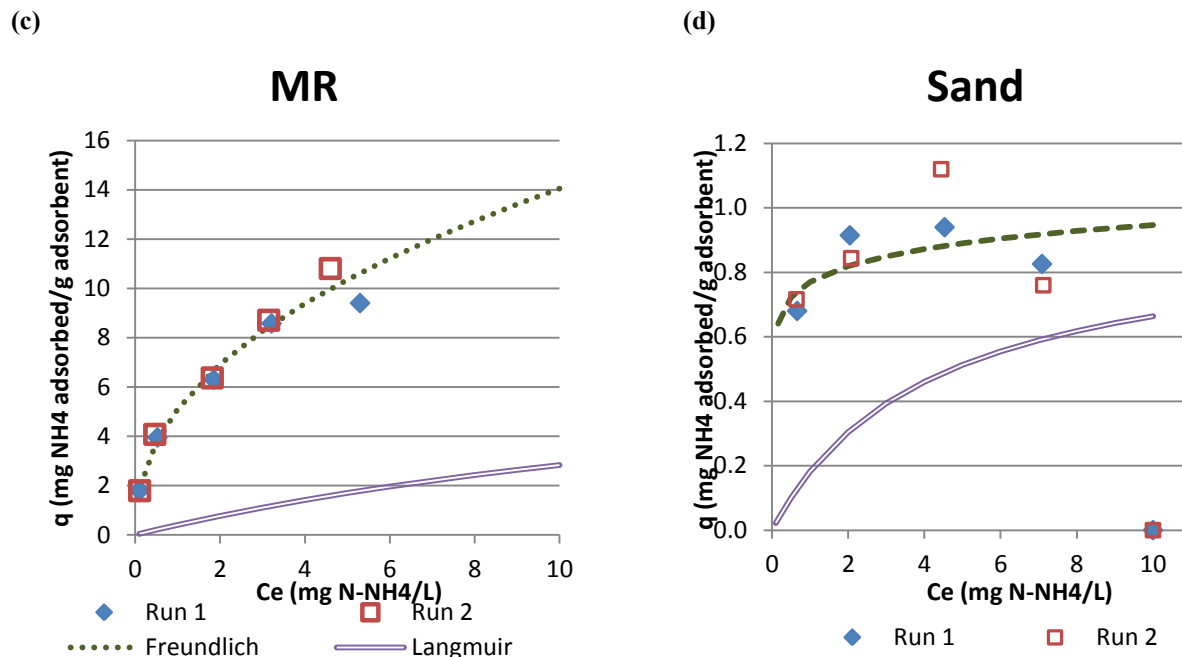 (c)
MR
q (mg NH4 adsorbed/g adsorbent)
16
14
12
10
8
6
4
2
0
0 2 4 6 8 10
Ce (mg N-NH4/L)
Run 1 Run 2
Freundlich Langmuir
(d)
Sand
q (mg NH4 adsorbed/g adsorbent)
1.2
1.0
0.8
0.6
0.4
0.2
0.0
0 2 4 6 8 10
Ce (mg N-NH4/L)
Run 1 Run 2